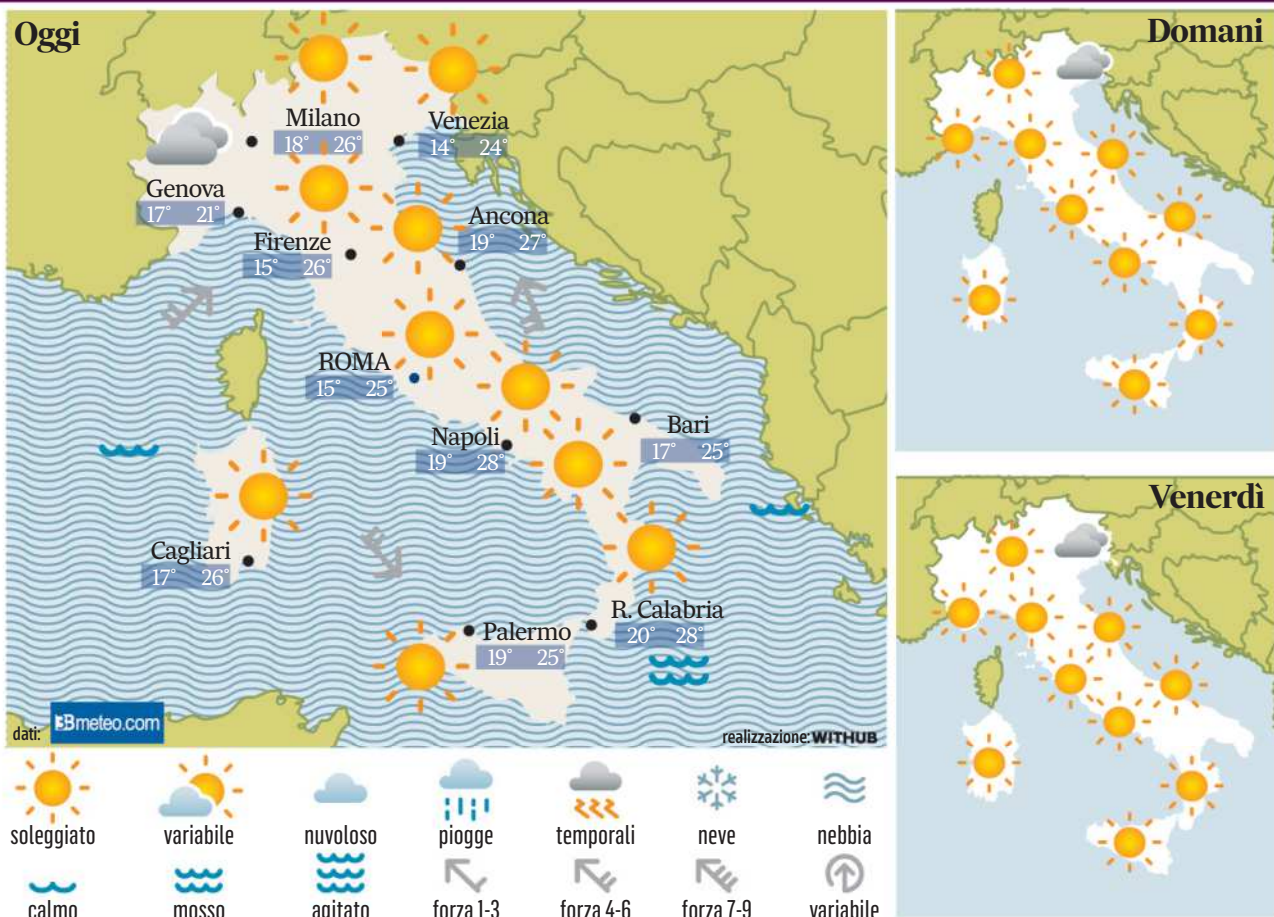 Oggi
Milano
18° 26°
Venezia
14° 24°
Genova
17° 21°
Ancona
19° 27°
Firenze
15° 26°
ROMA
15° 25°
Napoli
19° 28°
Bari
17° 25°
Cagliari
17° 26°
R. Calabria
20° 28°
Palermo
19° 25°
dati: 3Bmeteo.com
realizzazione: WITHUB
Domani
Venerdì
soleggiato variabile nuvoloso piogge temporali neve nebbia
calmo mosso agitato forza 1-3 forza 4-6 forza 7-9 variabile